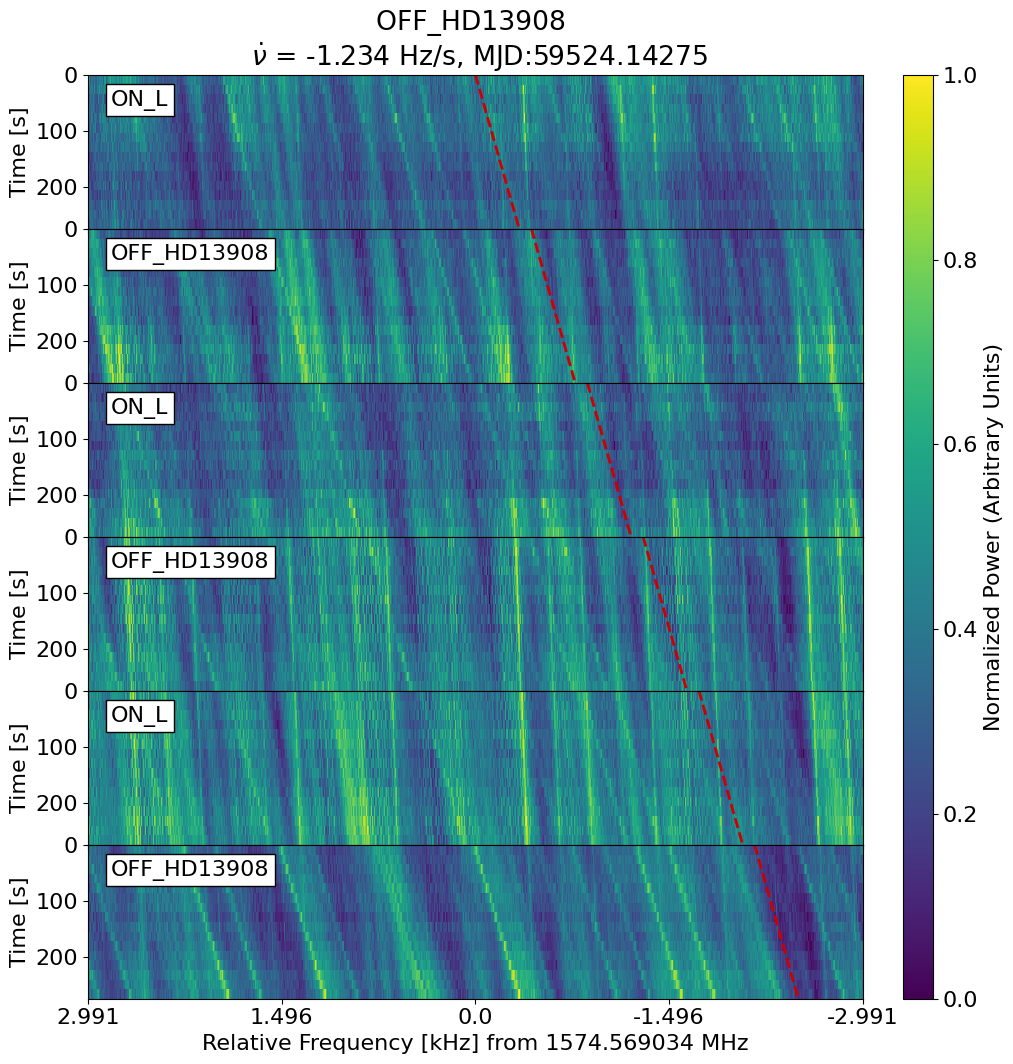 OFF_HD13908
ν̇ = -1.234 Hz/s, MJD:59524.14275
ON_L
OFF_HD13908
ON_L
OFF_HD13908
ON_L
OFF_HD13908
Time [s]
0
100
200
Time [s]
0
100
200
Time [s]
0
100
200
Time [s]
0
100
200
Time [s]
0
100
200
Time [s]
0
100
200
2.991
1.496
0.0
-1.496
-2.991
Relative Frequency [kHz] from 1574.569034 MHz
1.0
0.8
0.6
0.4
0.2
0.0
Normalized Power (Arbitrary Units)